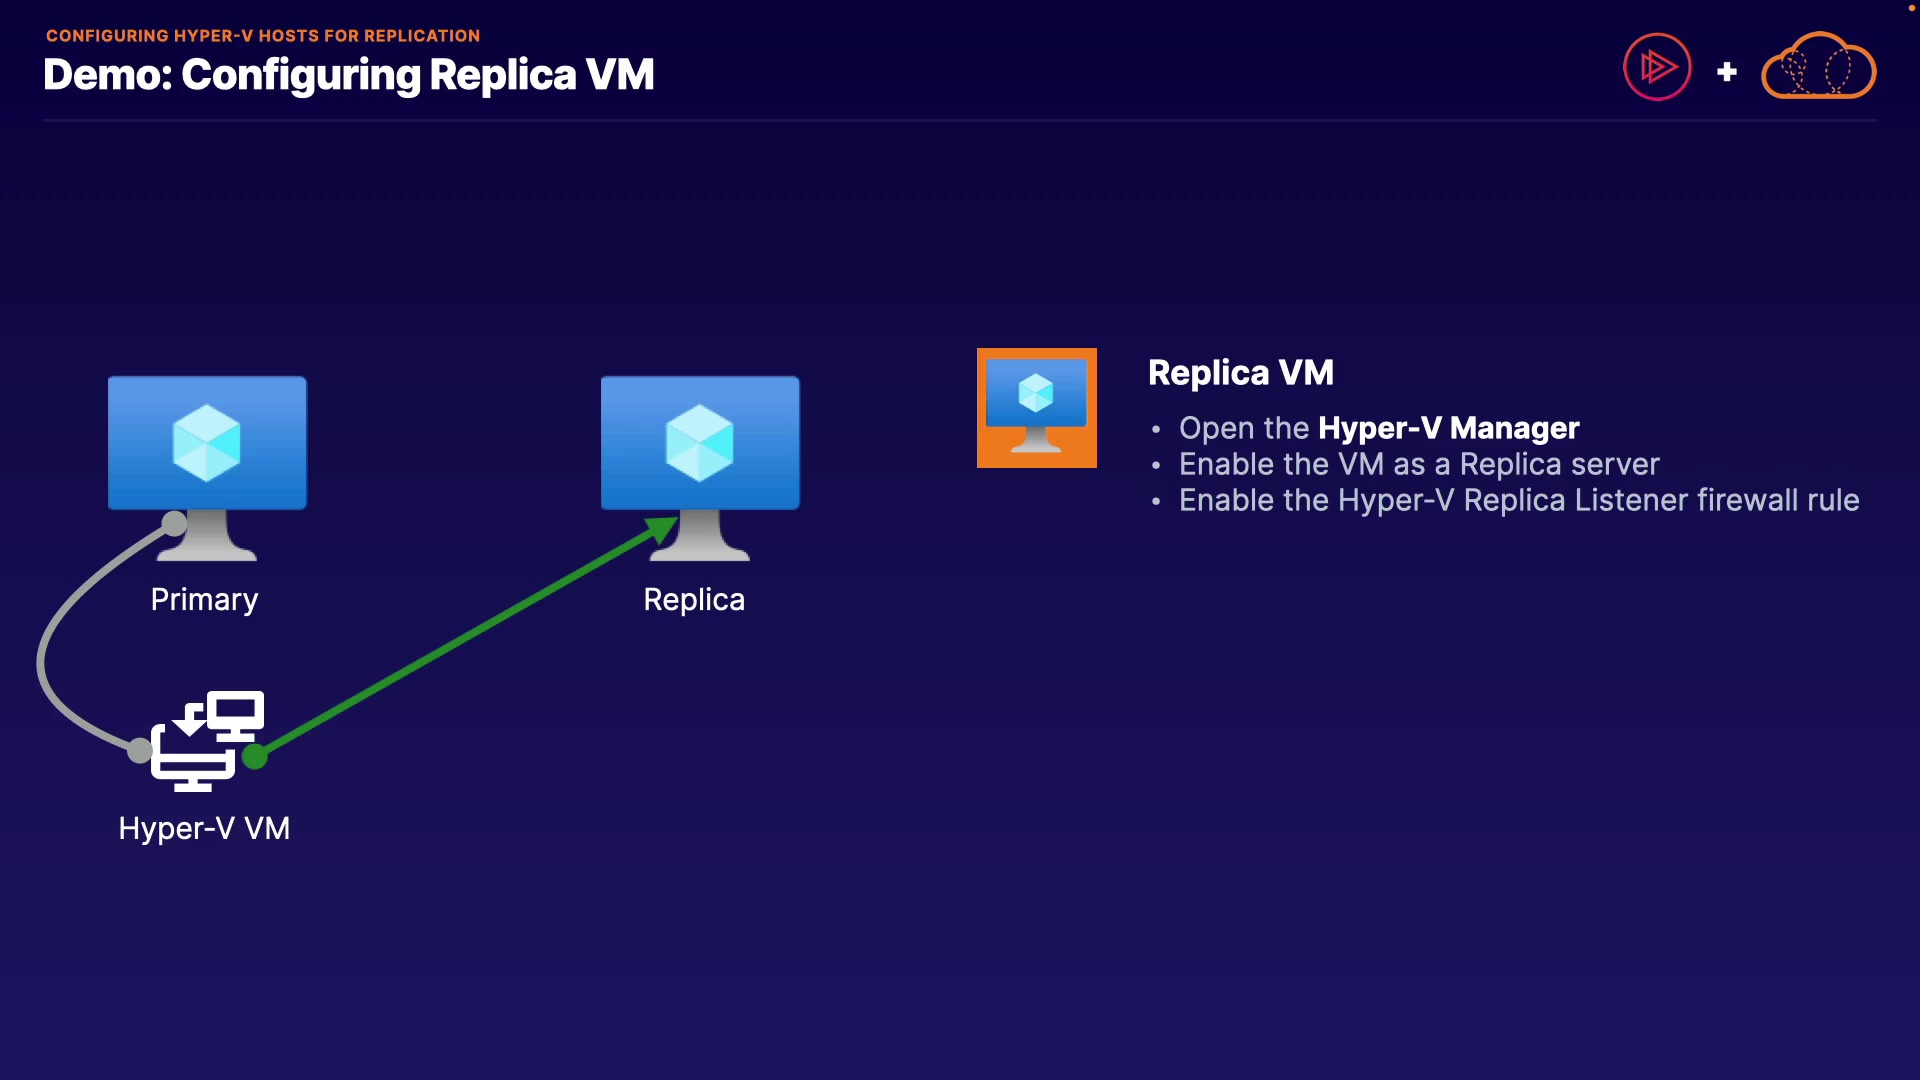 CONFIGURING HYPER-V HOSTS FOR REPLICATION
Demo: Configuring Replica VM
Primary
Replica
Hyper-V VM
Replica VM
• Open the Hyper-V Manager
• Enable the VM as a Replica server
• Enable the Hyper-V Replica Listener firewall rule